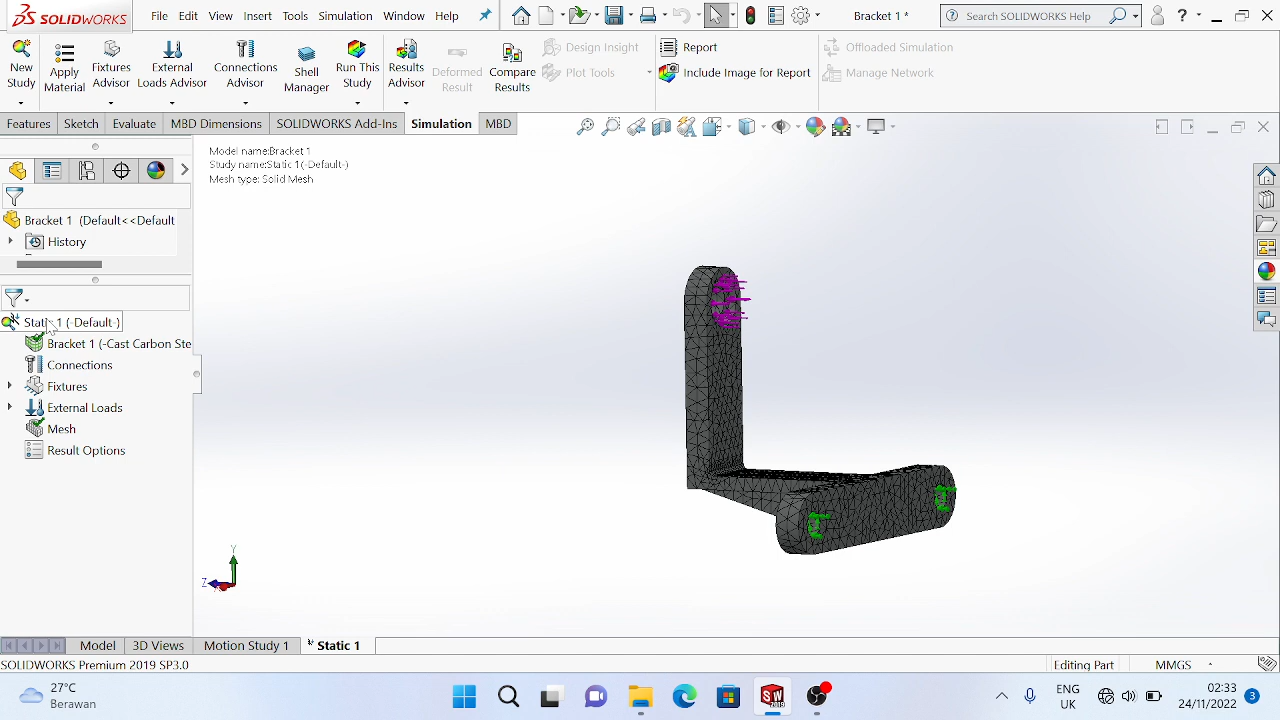 SOLIDWORKS
File Edit View Insert Tools Simulation Window Help
Bracket 1 *
Search SOLIDWORKS Help
New Study
Apply Material
Fixtures Advisor
External Loads Advisor
Connections Advisor
Shell Manager
Run This Study
Results Advisor
Deformed Result
Compare Results
Design Insight
Plot Tools
Report
Include Image for Report
Offloaded Simulation
Manage Network
Features Sketch Evaluate MBD Dimensions SOLIDWORKS Add-Ins Simulation MBD
Model name:Bracket 1
Study name:Static 1(-Default-)
Mesh type: Solid Mesh
Bracket 1 (Default<<Default
History
Static 1 (-Default-)
Bracket 1 (-Cast Carbon Ste
Connections
Fixtures
External Loads
Mesh
Result Options
Y
Z
Model 3D Views Motion Study 1 Static 1
SOLIDWORKS Premium 2019 SP3.0
Editing Part
MMGS
27°C
Berawan
ENG
UK
02:33
24/11/2022
3